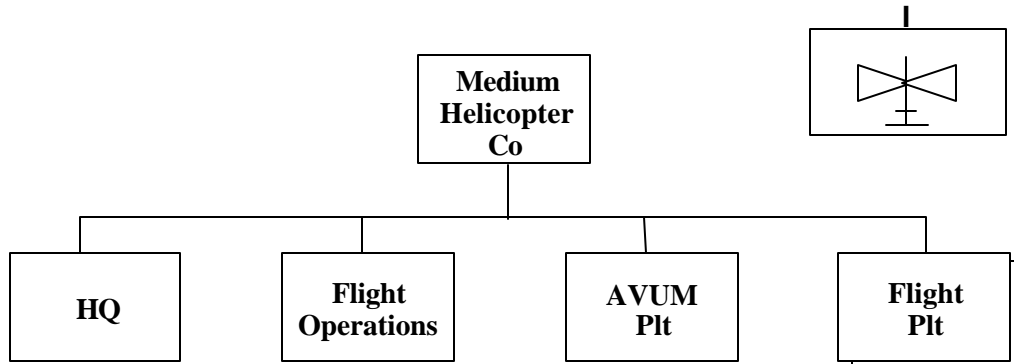 Medium
Helicopter
Co
HQ
Flight
Operations
AVUM
Plt
Flight
Plt